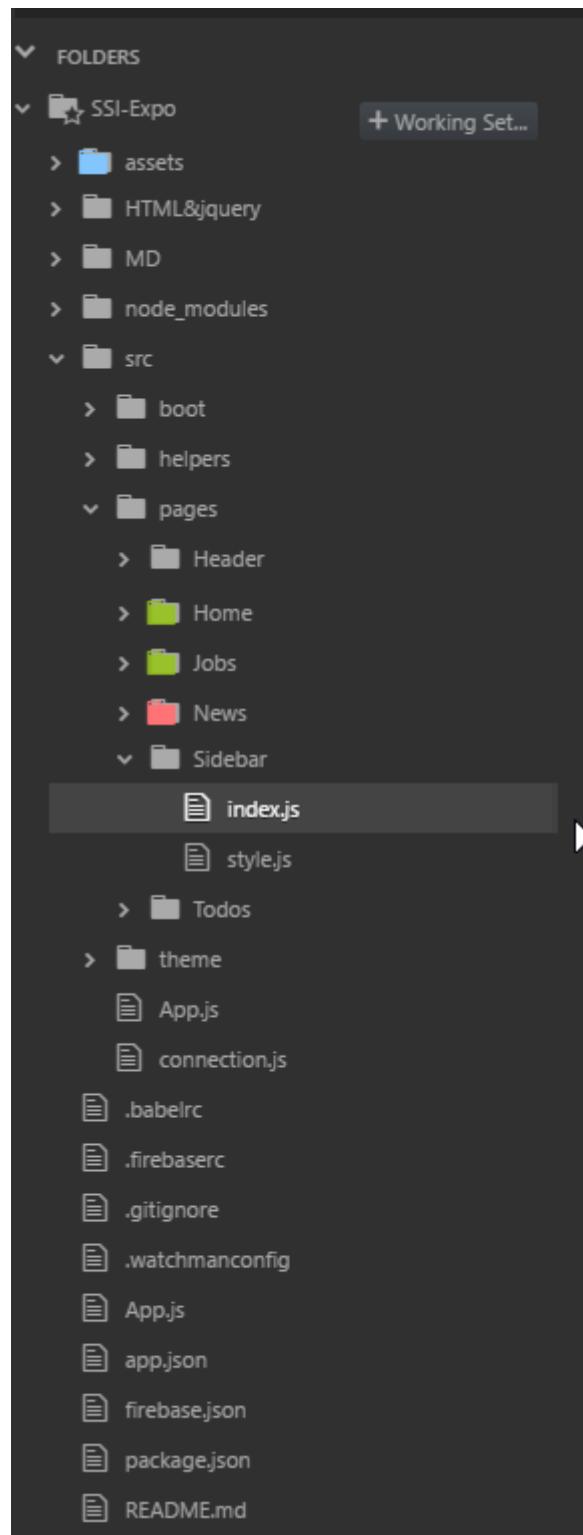 FOLDERS
SSI-Expo
+ Working Set...
assets
HTML&jquery
MD
node_modules
src
boot
helpers
pages
Header
Home
Jobs
News
Sidebar
index.js
style.js
Todos
theme
App.js
connection.js
.babelrc
.firebaserc
.gitignore
.watchmanconfig
App.js
app.json
firebase.json
package.json
README.md